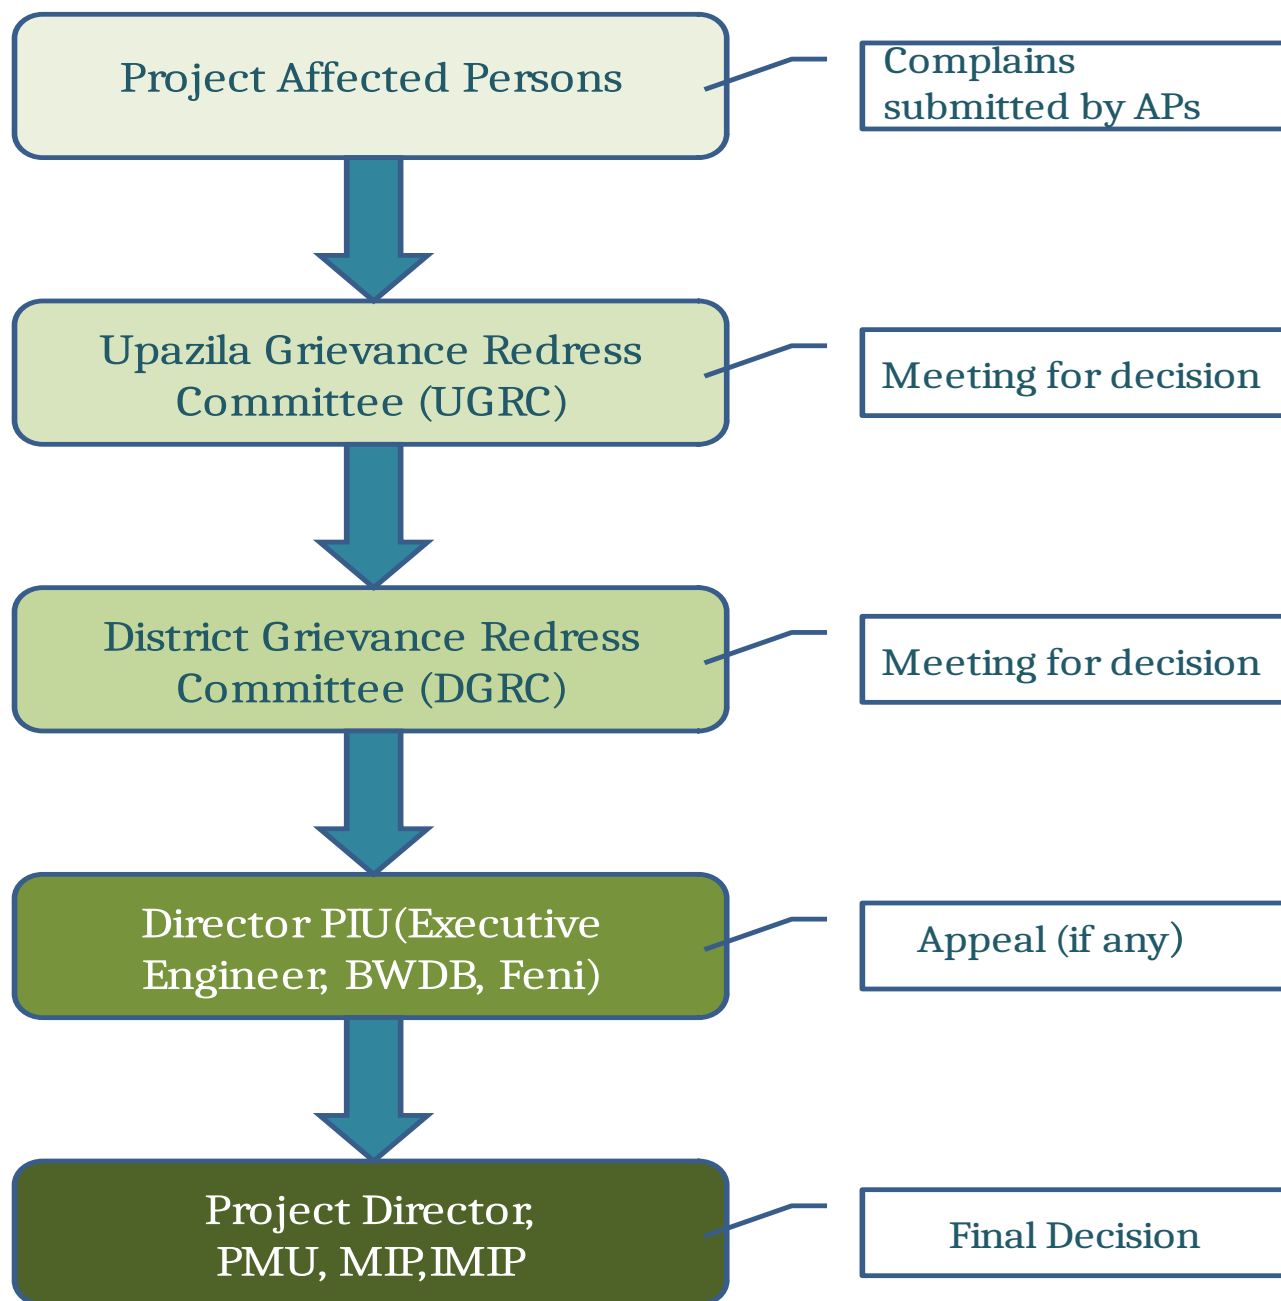 Project Affected Persons
Complains
submitted by APs
Upazila Grievance Redress
Committee (UGRC)
Meeting for decision
District Grievance Redress
Committee (DGRC)
Meeting for decision
Director PIU(Executive
Engineer, BWDB, Feni)
Appeal (if any)
Project Director,
PMU, MIP,IMIP
Final Decision